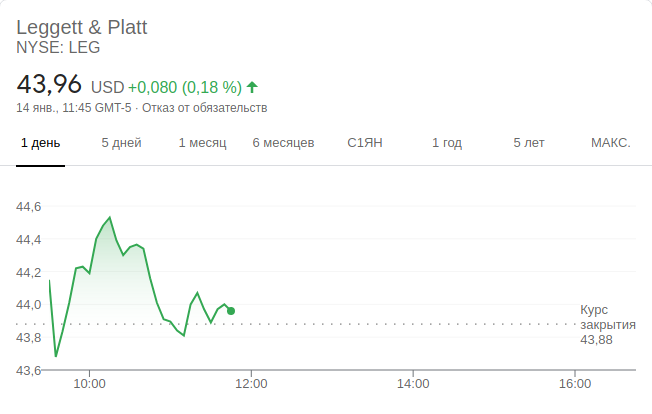 Leggett & Platt
NYSE: LEG
43,96 USD +0,080 (0,18 %)
14 янв., 11:45 GMT-5 · Отказ от обязательств
1 день 5 дней 1 месяц 6 месяцев С1ЯН 1 год 5 лет МАКС.
44,6
44,4
44,2
44,0
43,8
43,6
Курс
закрытия
43,88
10:00 12:00 14:00 16:00